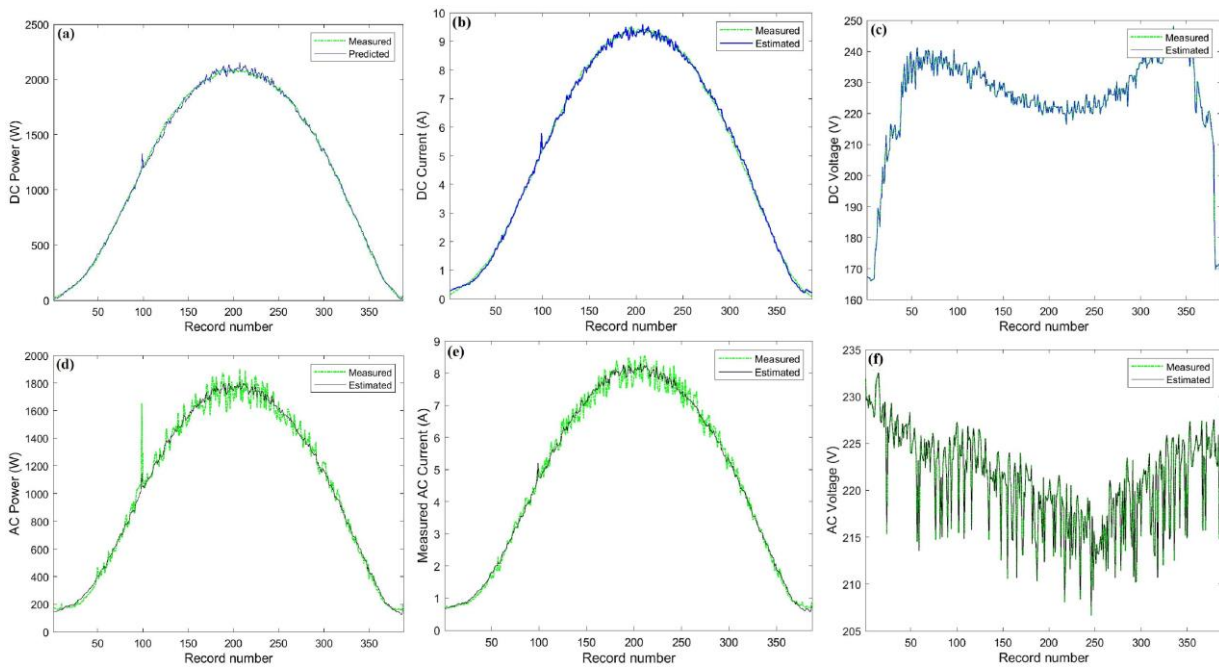 (a)
Measured
Predicted
2500
2000
1500
1000
500
0
DC Power (W)
50 100 150 200 250 300 350
Record number
(b)
Measured
Estimated
10
9
8
7
6
5
4
3
2
1
0
DC Current (A)
50 100 150 200 250 300 350
Record number
(c)
Measured
Estimated
250
240
230
220
210
200
190
180
170
160
DC Voltage (V)
50 100 150 200 250 300 350
Record number
(d)
Measured
Estimated
2000
1800
1600
1400
1200
1000
800
600
400
200
0
AC Power (W)
50 100 150 200 250 300 350
Record number
(e)
Measured
Estimated
9
8
7
6
5
4
3
2
1
0
Measured AC Current (A)
50 100 150 200 250 300 350
Record number
(f)
Measured
Estimated
235
230
225
220
215
210
205
AC Voltage (V)
50 100 150 200 250 300 350
Record number